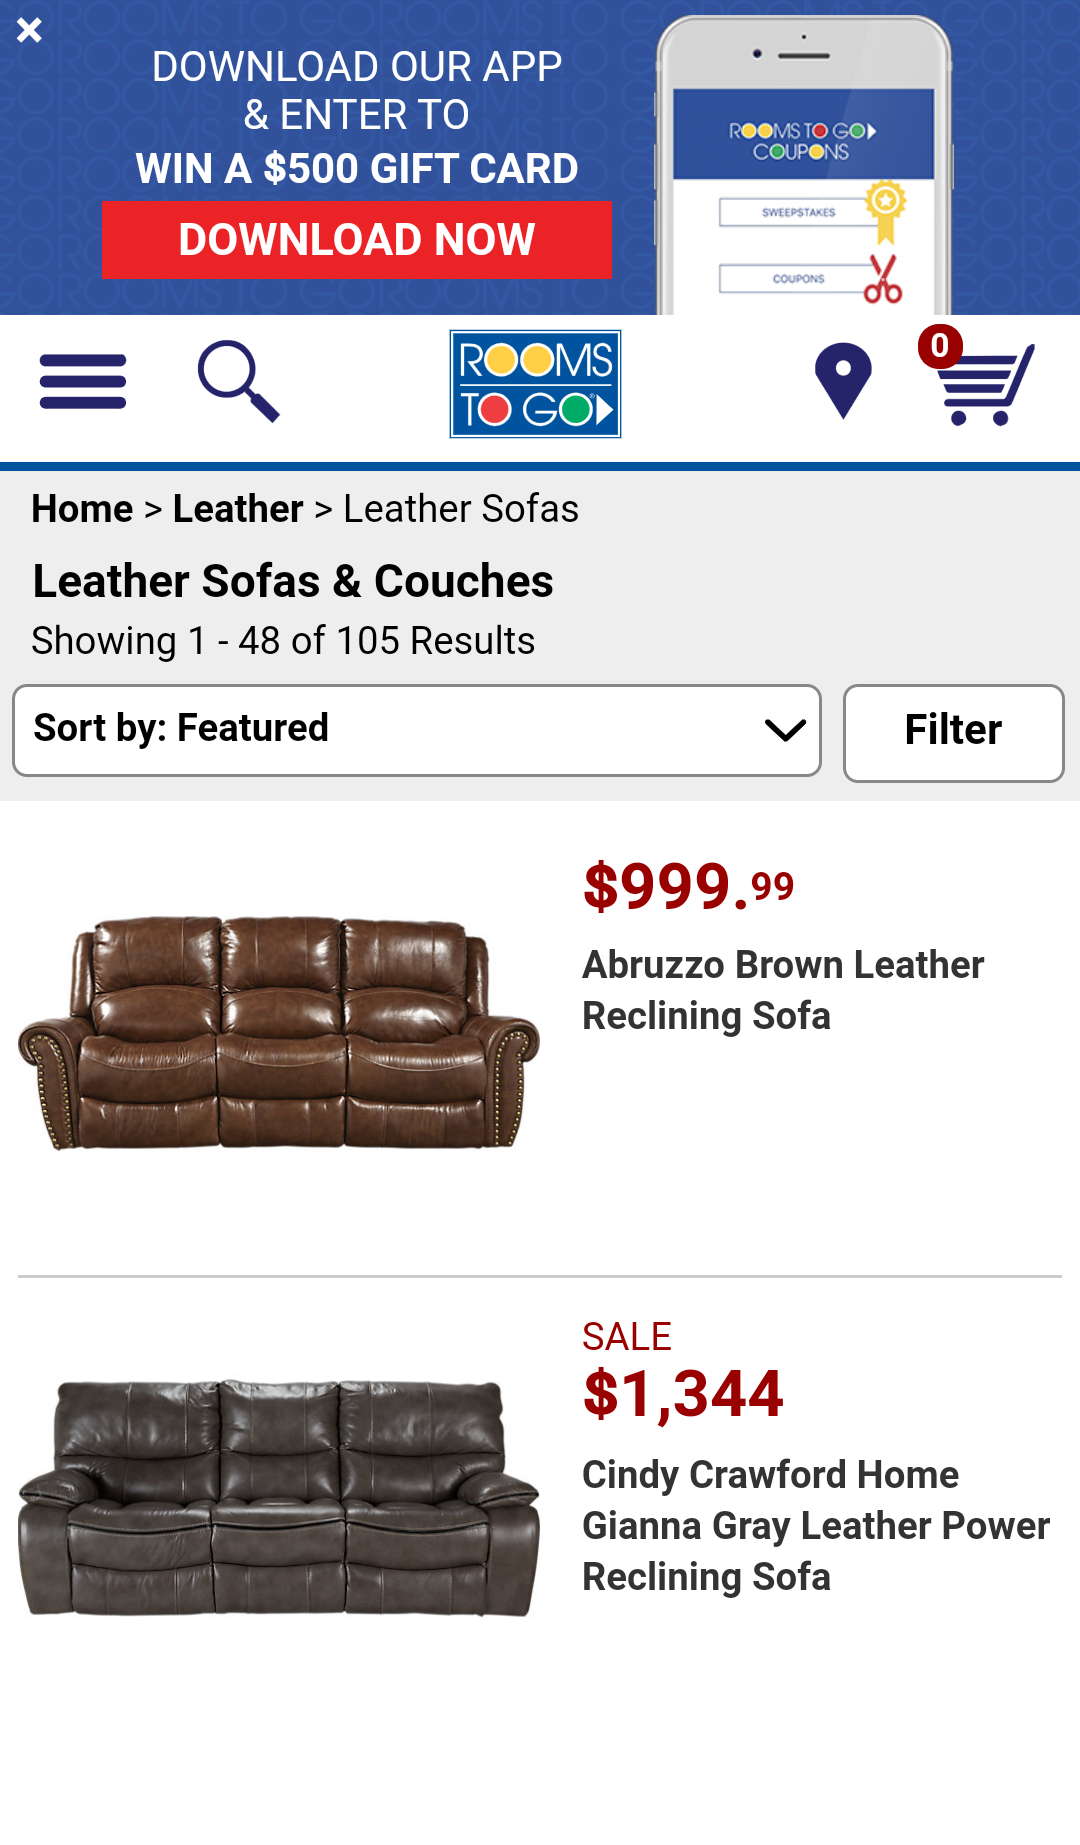 DOWNLOAD OUR APP
& ENTER TO
WIN A $500 GIFT CARD
DOWNLOAD NOW
ROOMS TO GO
COUPONS
SWEEPSTAKES
COUPONS
ROOMS
TO GO®
0
Home > Leather > Leather Sofas
Leather Sofas & Couches
Showing 1 - 48 of 105 Results
Sort by: Featured
Filter
$999.99
Abruzzo Brown Leather
Reclining Sofa
SALE
$1,344
Cindy Crawford Home
Gianna Gray Leather Power
Reclining Sofa